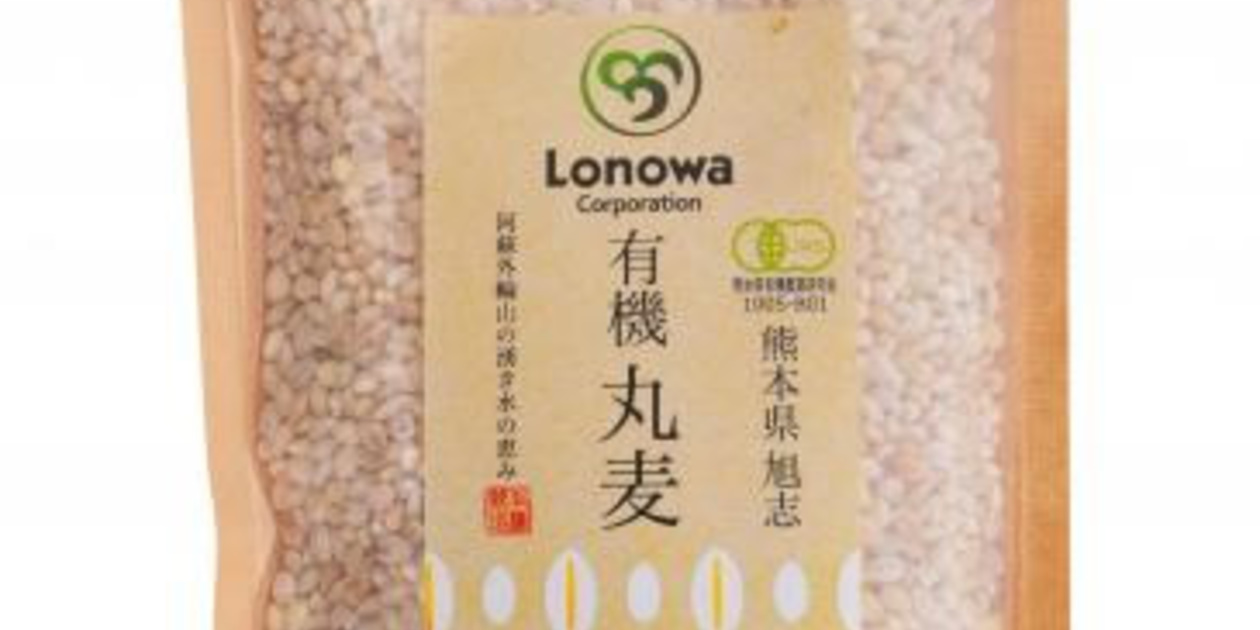 Lonowa
Corporation
有機 丸麦
熊本県 旭志
阿蘇外輪山の湧き水の恵み
1905-801